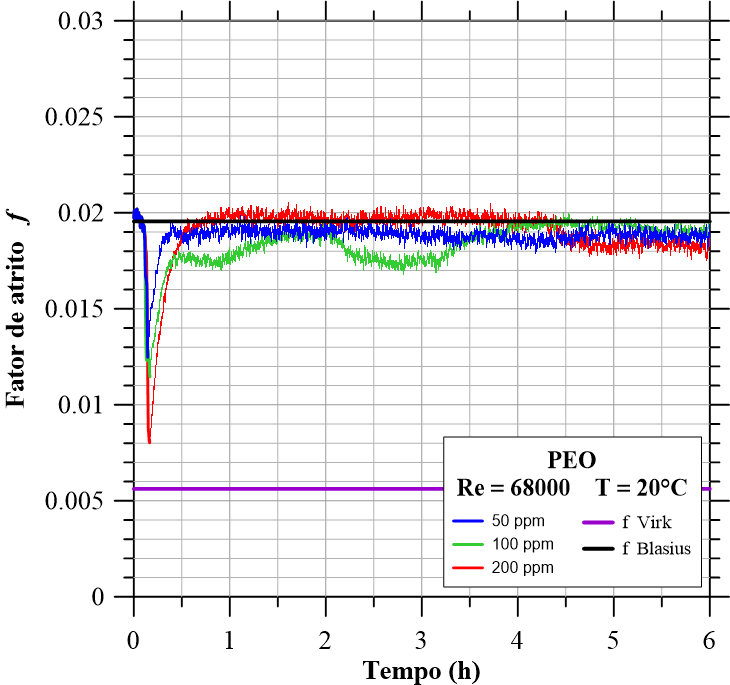 0.03
0.025
0.02
0.015
0.01
0.005
0
Fator de atrito f
0 1 2 3 4 5 6
Tempo (h)
PEO
Re = 68000 T = 20°C
50 ppm f Virk
100 ppm f Blasius
200 ppm